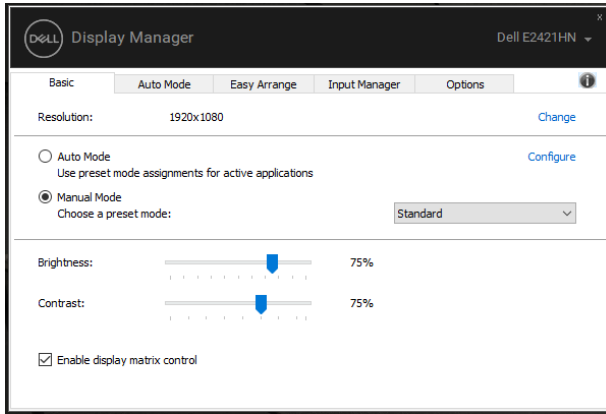 x
DELL Display Manager Dell E2421HN
Basic Auto Mode Easy Arrange Input Manager Options i
Resolution: 1920x1080 Change
Auto Mode Configure
Use preset mode assignments for active applications
Manual Mode
Choose a preset mode: Standard
Brightness: 75%
Contrast: 75%
Enable display matrix control